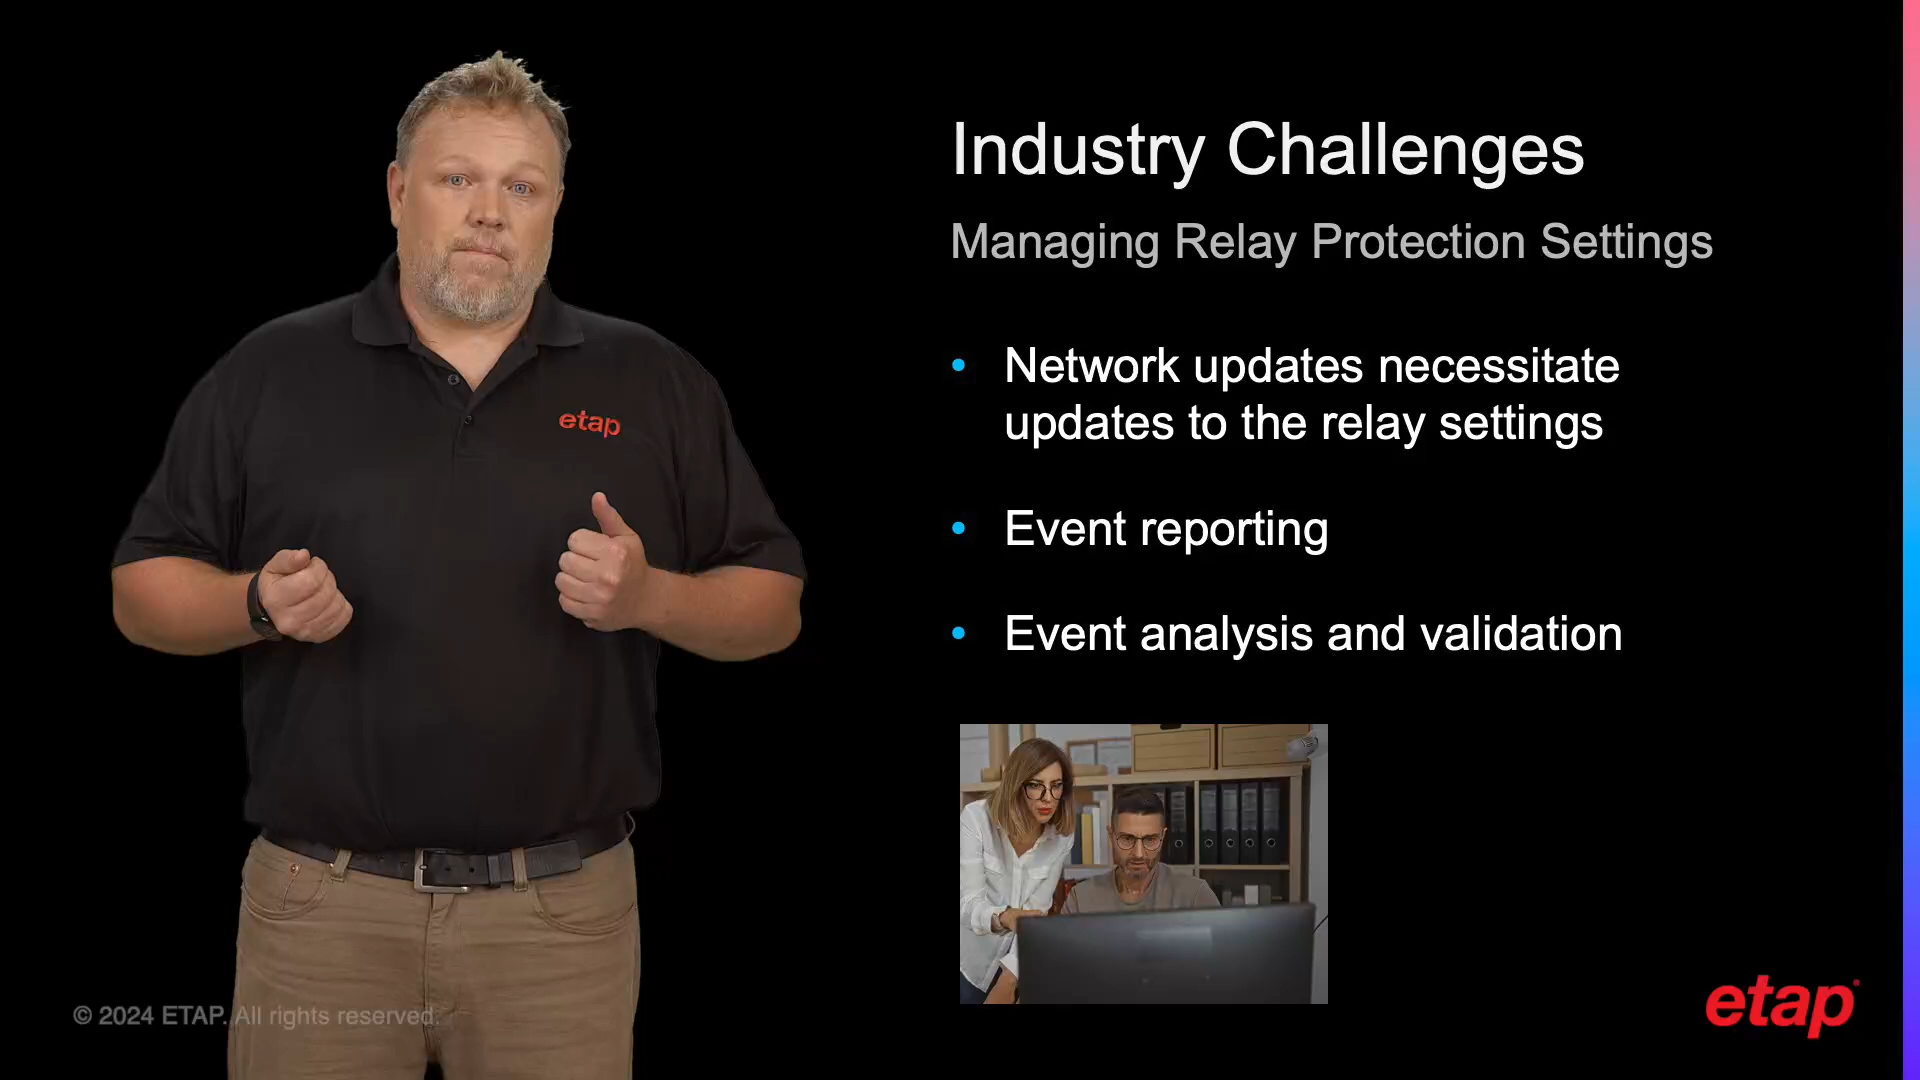 Industry Challenges
Managing Relay Protection Settings
• Network updates necessitate
updates to the relay settings
• Event reporting
• Event analysis and validation
etap
© 2024 ETAP. All rights reserved.
etap